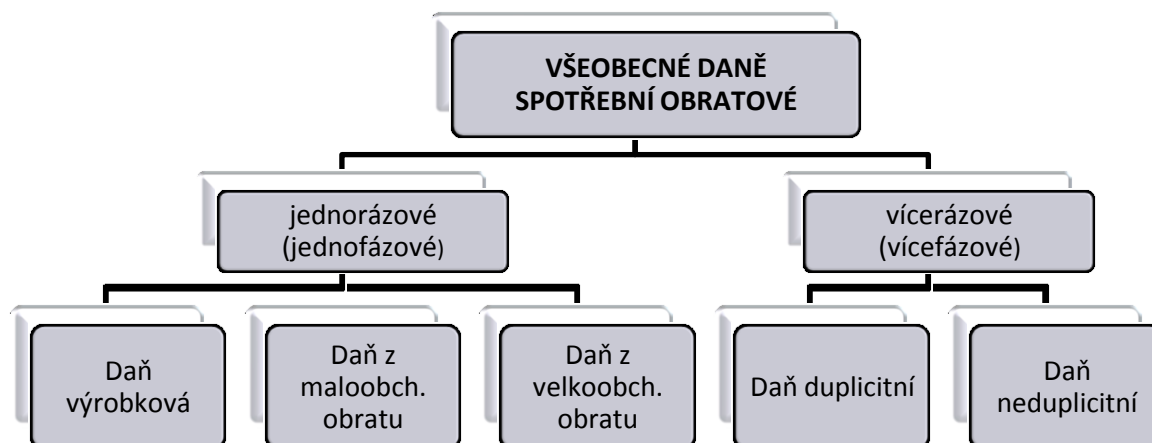 VŠEOBECNÉ DANĚ
SPOTŘEBNÍ OBRATOVÉ
jednorázové
(jednofázové)
vícerázové
(vícefázové)
Daň
výrobková
Daň z
maloobch.
obratu
Daň z
velkoobch.
obratu
Daň duplicitní
Daň
neduplicitní